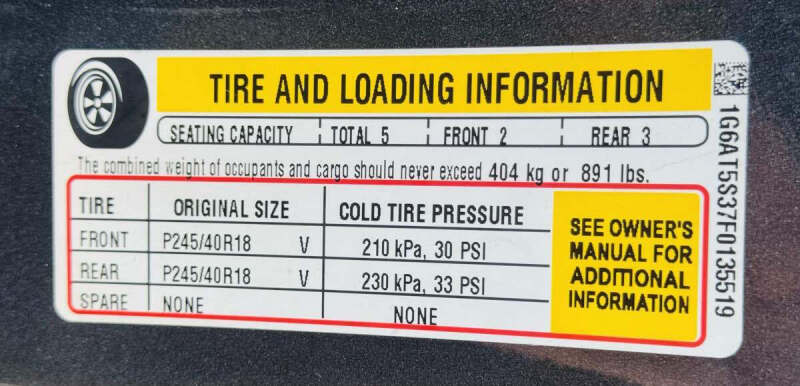 TIRE AND LOADING INFORMATION
SEATING CAPACITY TOTAL 5 FRONT 2 REAR 3
The combined weight of occupants and cargo should never exceed 404 kg or 891 lbs.
TIRE ORIGINAL SIZE COLD TIRE PRESSURE
FRONT P245/40R18 V 210 kPa, 30 PSI
REAR P245/40R18 V 230 kPa, 33 PSI
SPARE NONE NONE
SEE OWNER'S
MANUAL FOR
ADDITIONAL
INFORMATION
1G6AT5S37F0135519